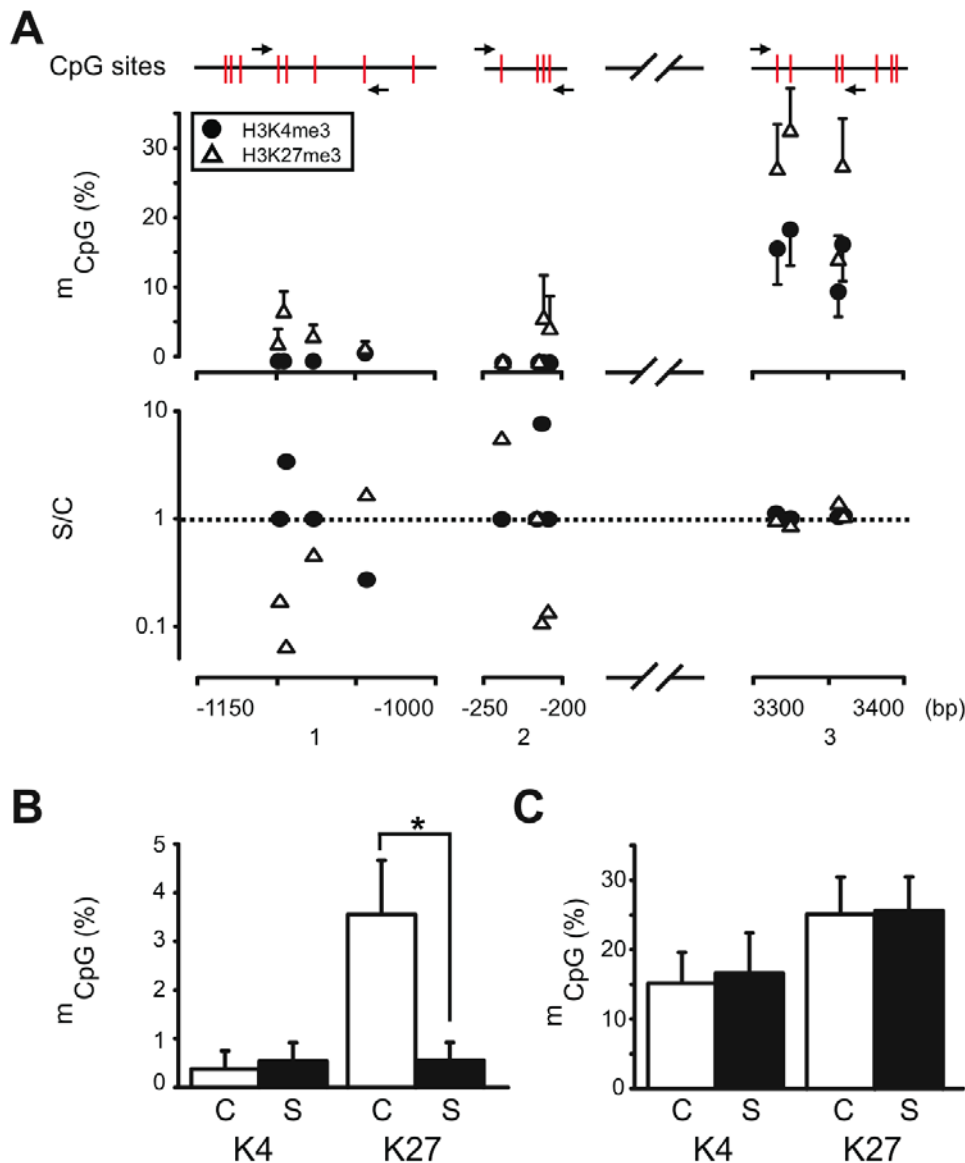 A
CpG sites
H3K4me3
H3K27me3
mCpG (%)
30
20
10
0
S/C
10
1
0.1
-1150 -1000 -250 -200 3300 3400 (bp)
1 2 3
B
mCpG (%)
5
4
3
2
1
0
*
C S C S
K4 K27
C
mCpG (%)
30
20
10
0
C S C S
K4 K27